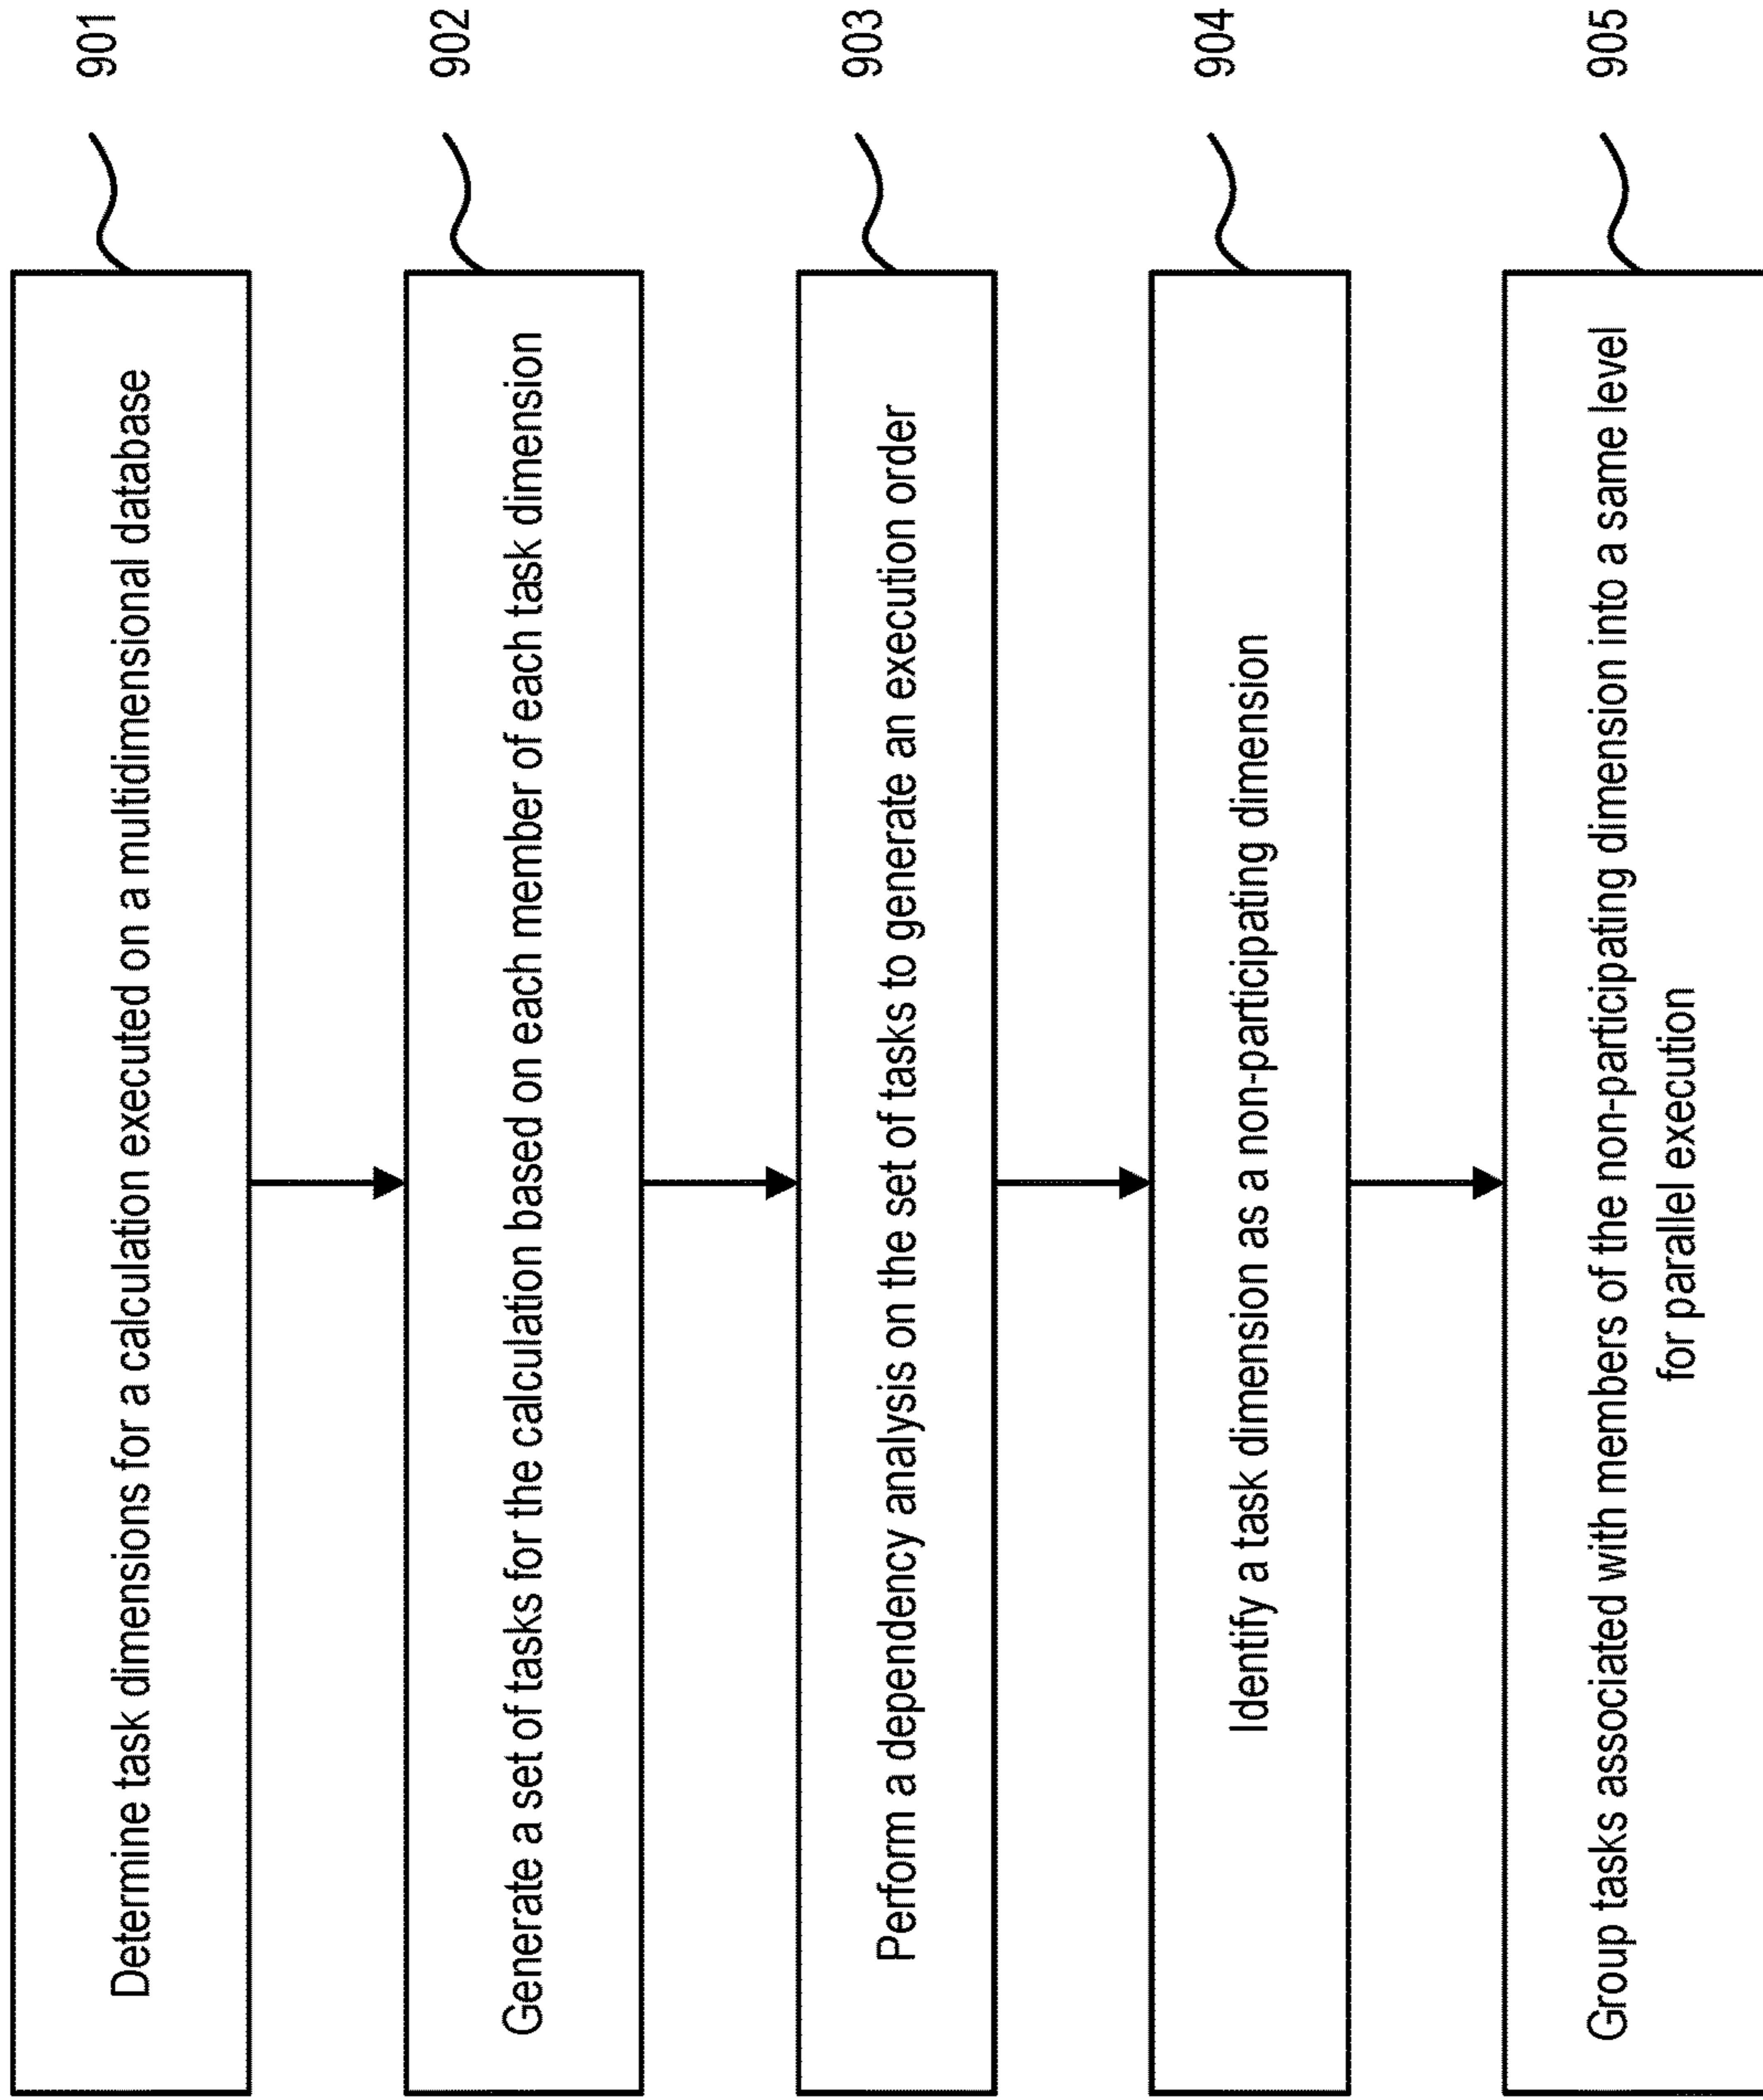 Determine task dimensions for a calculation executed on a multidimensional database
901
Generate a set of tasks for the calculation based on each member of each task dimension
902
Perform a dependency analysis on the set of tasks to generate an execution order
903
Identify a task dimension as a non-participating dimension
904
Group tasks associated with members of the non-participating dimension into a same level
for parallel execution
905